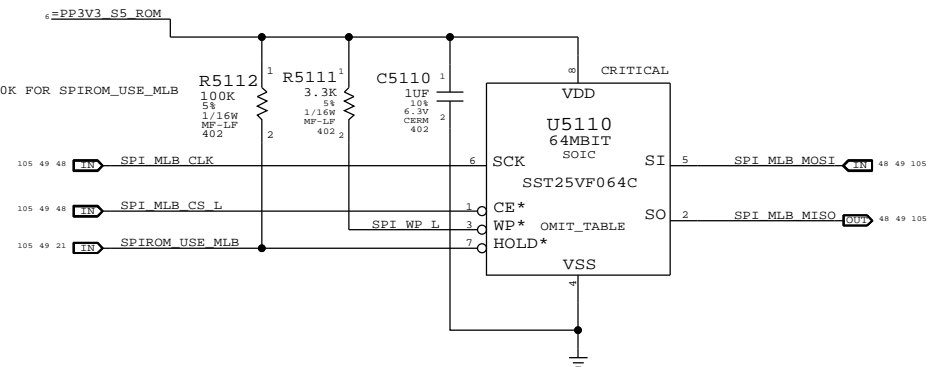 6 =PP3V3_S5_ROM
8
CRITICAL
R5112
1
100K
5%
1/16W
MF-LF
402
2
R5111
1
3.3K
5%
1/16W
MF-LF
402
2
C5110
1
1UF
10%
6.3V
CERM
402
2
0K FOR SPIROM_USE_MLB
VDD
U5110
64MBIT
SOIC
SST25VF064C
OMIT_TABLE
105 49 48 IN SPI_MLB_CLK 6 SCK
SI 5 SPI_MLB_MOSI IN 48 49 105
105 49 48 IN SPI_MLB_CS_L 1 CE*
SPI_WP_L 3 WP*
SO 2 SPI_MLB_MISO OUT 48 49 105
105 49 21 IN SPIROM_USE_MLB 7 HOLD*
VSS
4